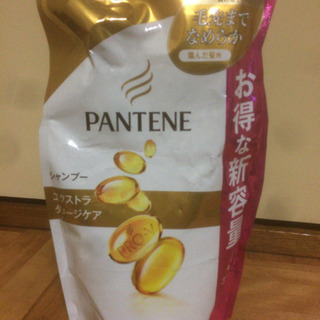 毛先まで
なめらか
傷んだ髪用
PANTENE
シャンプー
エクストラ
ダメージケア
PRO-V
お得な新容量